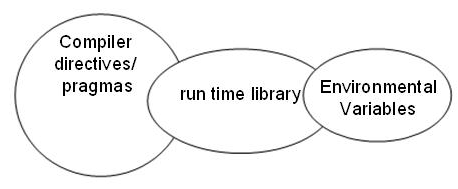 Compiler
directives/
pragmas
run time library
Environmental
Variables